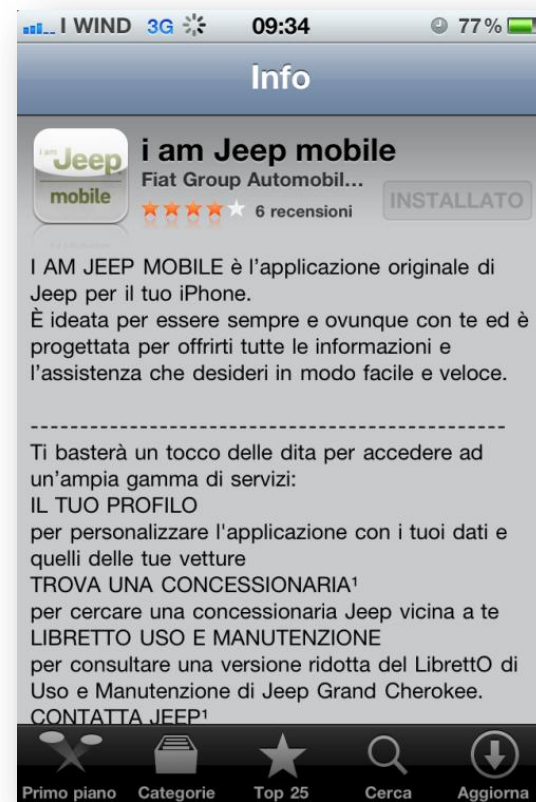 I WIND 3G 09:34 77%
Info
i am Jeep mobile
i am Jeep mobile
Fiat Group Automobil...
6 recensioni
INSTALLATO
I AM JEEP MOBILE è l'applicazione originale di
Jeep per il tuo iPhone.
È ideata per essere sempre e ovunque con te ed è
progettata per offrirti tutte le informazioni e
l'assistenza che desideri in modo facile e veloce.
--------------------------------------------------
Ti basterà un tocco delle dita per accedere ad
un'ampia gamma di servizi:
IL TUO PROFILO
per personalizzare l'applicazione con i tuoi dati e
quelli delle tue vetture
TROVA UNA CONCESSIONARIA¹
per cercare una concessionaria Jeep vicina a te
LIBRETTO USO E MANUTENZIONE
per consultare una versione ridotta del LibrettO di
Uso e Manutenzione di Jeep Grand Cherokee.
CONTATTA JEEP¹
Primo piano Categorie Top 25 Cerca Aggiorna